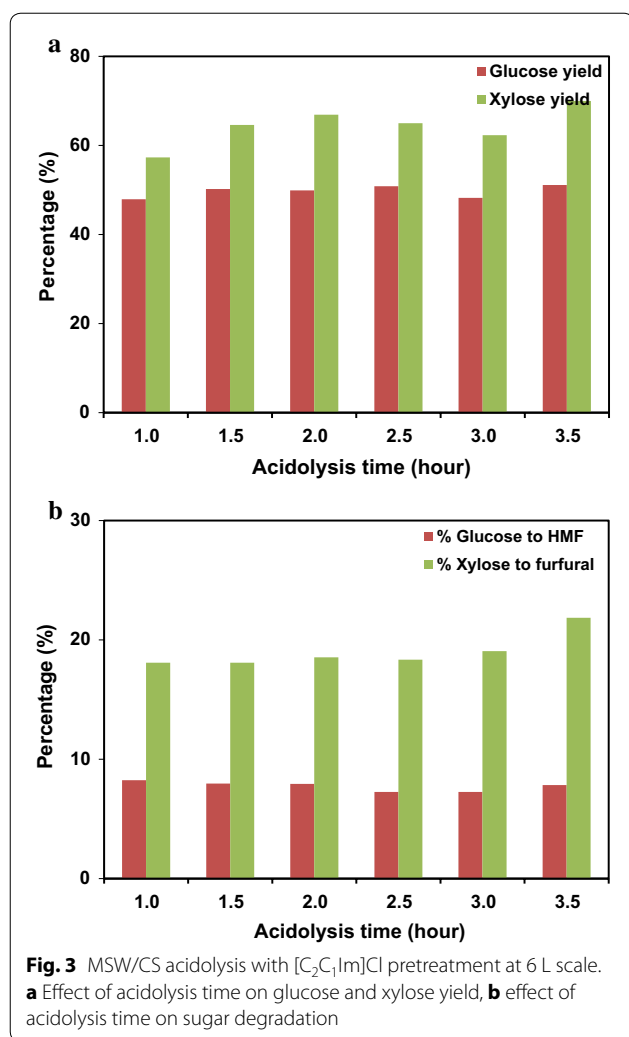 a
80
60
40
20
0
Percentage (%)
Glucose yield
Xylose yield
1.0 1.5 2.0 2.5 3.0 3.5
Acidolysis time (hour)
b
30
20
10
0
Percentage (%)
% Glucose to HMF
% Xylose to furfural
1.0 1.5 2.0 2.5 3.0 3.5
Acidolysis time (hour)
Fig. 3 MSW/CS acidolysis with [C₂C₁Im]Cl pretreatment at 6 L scale.
a Effect of acidolysis time on glucose and xylose yield, b effect of
acidolysis time on sugar degradation